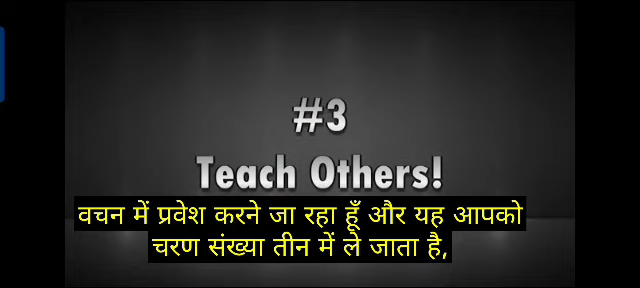 #3
Teach Others!
वचन में प्रवेश करने जा रहा हूँ और यह आपको
चरण संख्या तीन में ले जाता है,